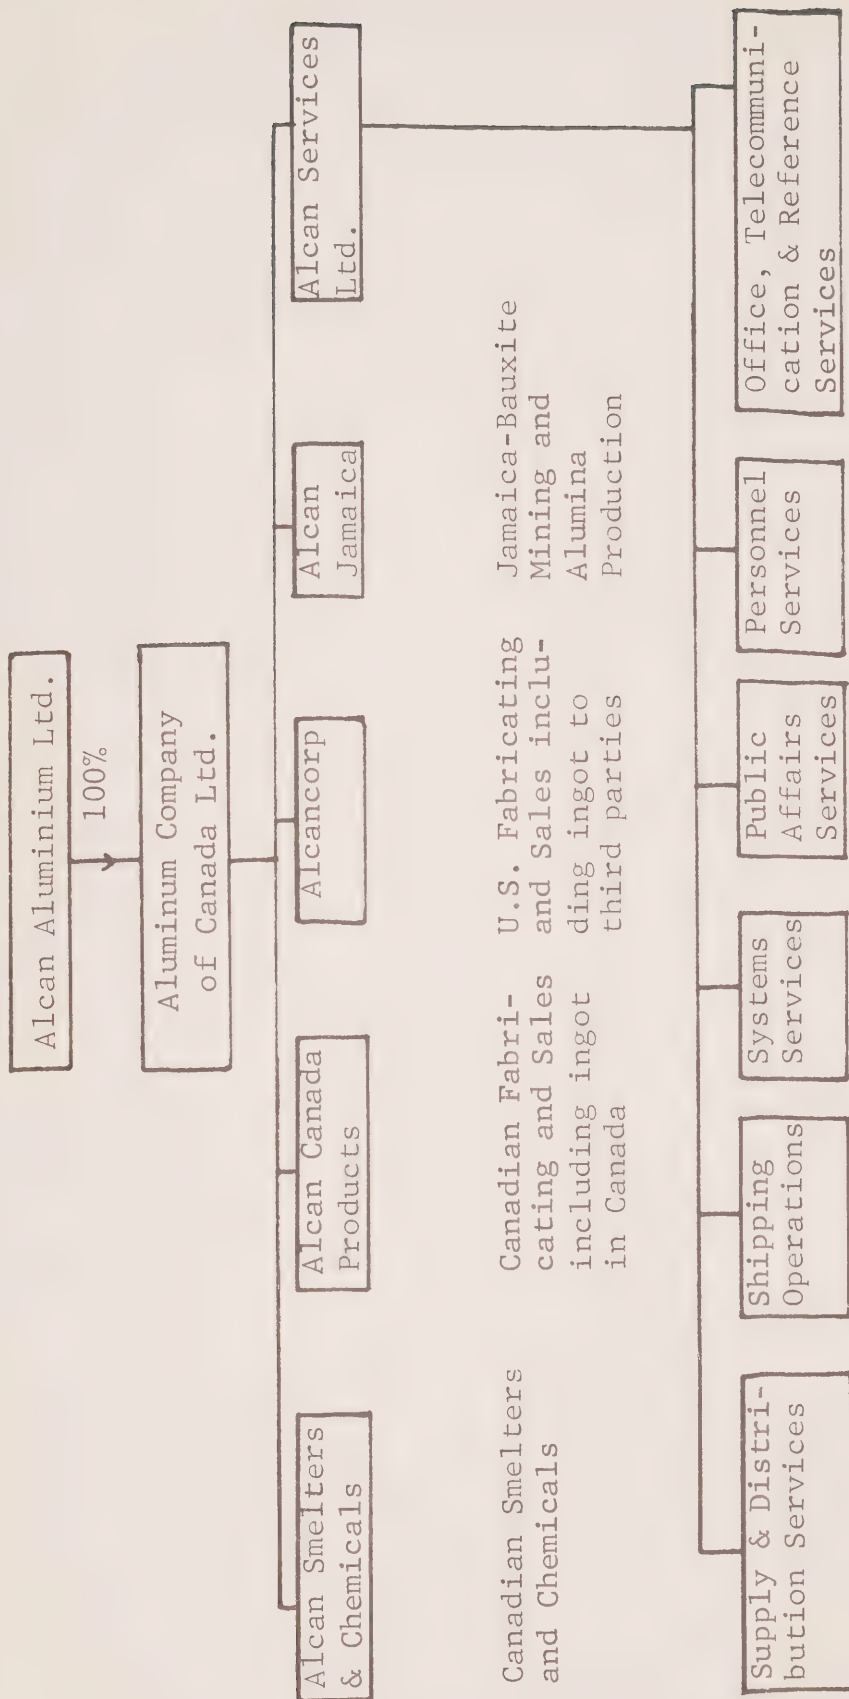 Alcan Aluminium Ltd.
100%
Aluminum Company
of Canada Ltd.
Alcan Smelters
& Chemicals
Alcan Canada
Products
Alcancorp
Alcan
Jamaica
Alcan Services
Ltd.
Canadian Smelters
and Chemicals
Canadian Fabri-
cating and Sales
including ingot
in Canada
U.S. Fabricating
and Sales inclu-
ding ingot to
third parties
Jamaica-Bauxite
Mining and
Alumina
Production
Supply & Distri-
bution Services
Shipping
Operations
Systems
Services
Public
Affairs
Services
Personnel
Services
Office, Telecommuni-
cation & Reference
Services